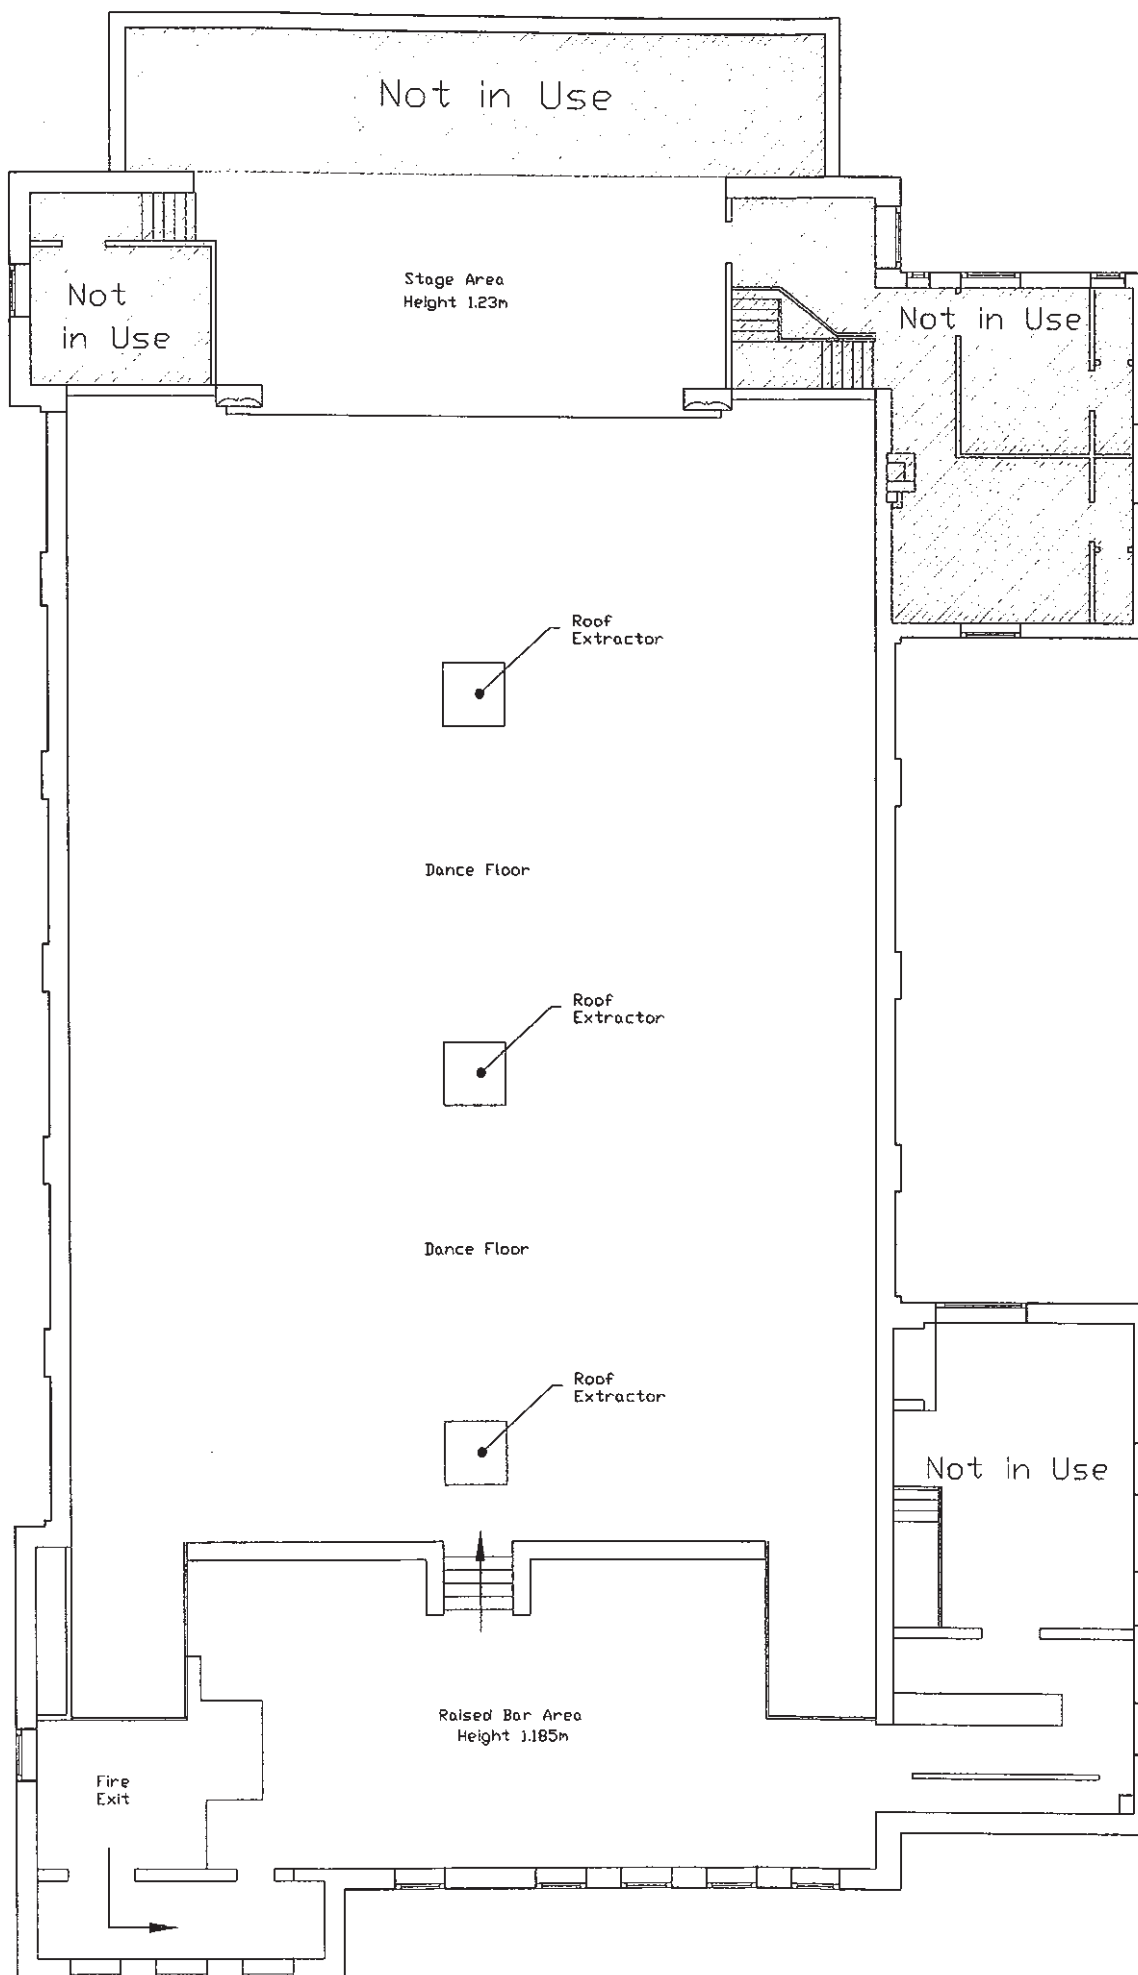 Not in Use
Stage Area
Height 1.23m
Not
in Use
Not in Use
Roof
Extractor
Dance Floor
Roof
Extractor
Dance Floor
Roof
Extractor
Not in Use
Raised Bar Area
Height 1.185m
Fire
Exit